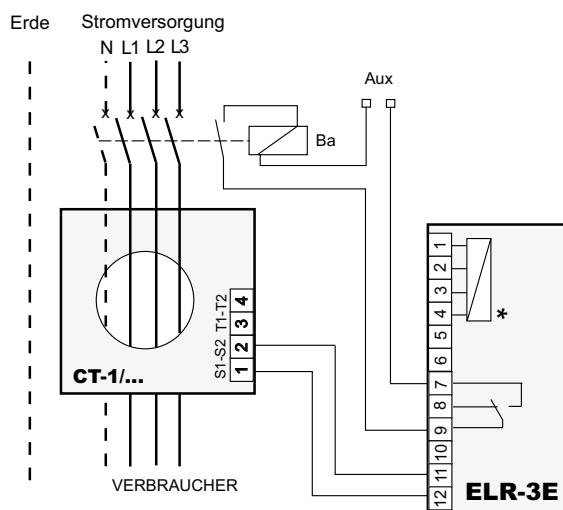 Erde
Stromversorgung
N L1 L2 L3
Aux
Ba
1
2
3
4
5
6
7
8
9
10
11
12
*
ELR-3E
S1-S2 T1-T2
1 2 3 4
CT-1/...
VERBRAUCHER